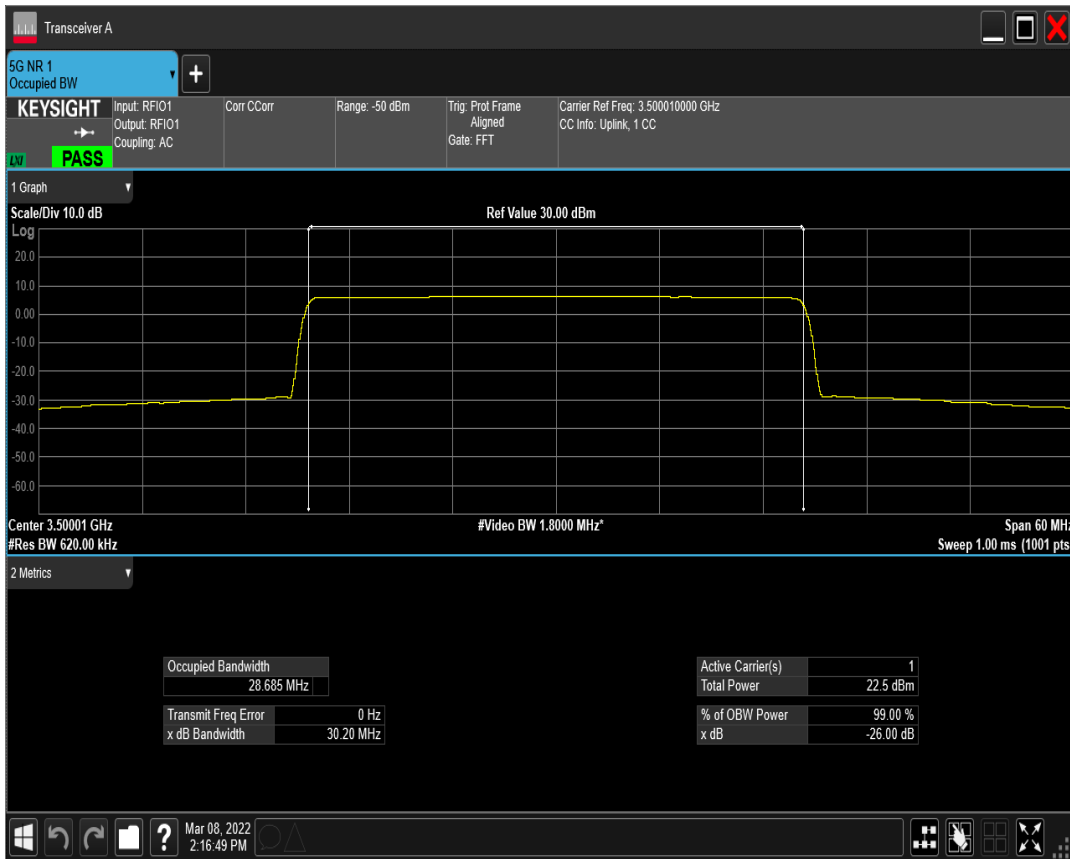 Transceiver A
5G NR 1
Occupied BW
+
KEYSIGHT
LXI
PASS
Input: RFIO1
Output: RFIO1
Coupling: AC
Corr CCorr
Range: -50 dBm
Trig: Prot Frame
Aligned
Gate: FFT
Carrier Ref Freq: 3.500010000 GHz
CC Info: Uplink, 1 CC
1 Graph
Scale/Div 10.0 dB
Ref Value 30.00 dBm
Log
20.0
10.0
0.00
-10.0
-20.0
-30.0
-40.0
-50.0
-60.0
Center 3.50001 GHz
#Video BW 1.8000 MHz*
Span 60 MHz
#Res BW 620.00 kHz
Sweep 1.00 ms (1001 pts
2 Metrics
Occupied Bandwidth
28.685 MHz
Transmit Freq Error 0 Hz
x dB Bandwidth 30.20 MHz
Active Carrier(s) 1
Total Power 22.5 dBm
% of OBW Power 99.00 %
x dB -26.00 dB
?
Mar 08, 2022
2:16:49 PM